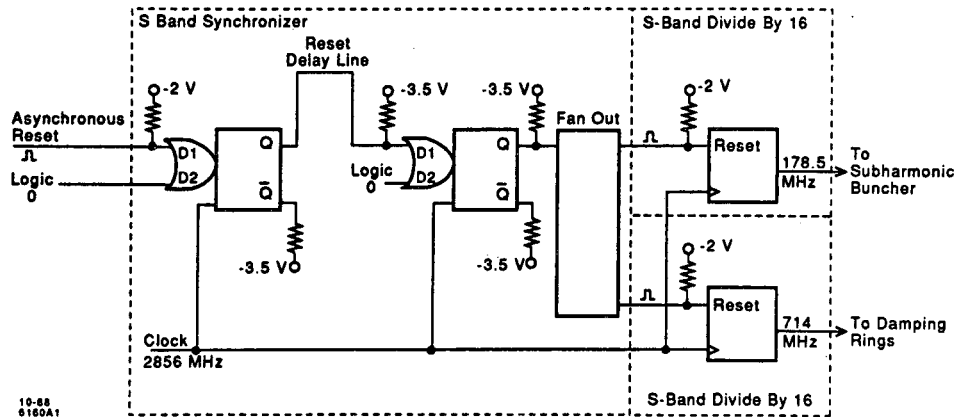 S Band Synchronizer
S-Band Divide By 16
Reset
Delay Line
-2 V
-3.5 V
-3.5 V
-2 V
Asynchronous
Reset
Fan Out
D1
Q
D1
Q
Reset
178.5
MHz
To
Subharmonic
Buncher
Logic
0
D2
Q̅
Logic
0
D2
Q̅
-3.5 V
-3.5 V
-2 V
Reset
714
MHz
To Damping
Rings
Clock
2856 MHz
S-Band Divide By 16
10-88
6160A1